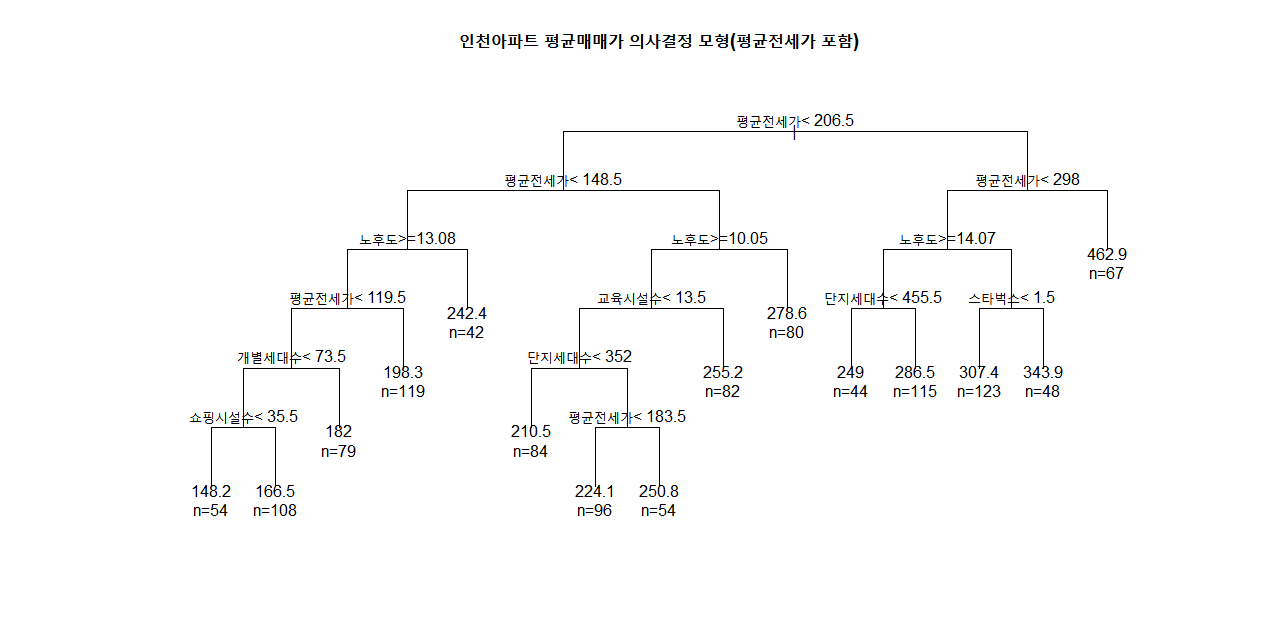 인천아파트 평균매매가 의사결정 모형(평균전세가 포함)
평균전세가< 206.5
평균전세가< 148.5
평균전세가< 298
노후도>=13.08
노후도>=10.05
노후도>=14.07
462.9
n=67
평균전세가< 119.5
242.4
n=42
교육시설수< 13.5
278.6
n=80
단지세대수< 455.5
스타벅스< 1.5
개별세대수< 73.5
198.3
n=119
단지세대수< 352
255.2
n=82
249
n=44
286.5
n=115
307.4
n=123
343.9
n=48
쇼핑시설수< 35.5
182
n=79
210.5
n=84
평균전세가< 183.5
148.2
n=54
166.5
n=108
224.1
n=96
250.8
n=54